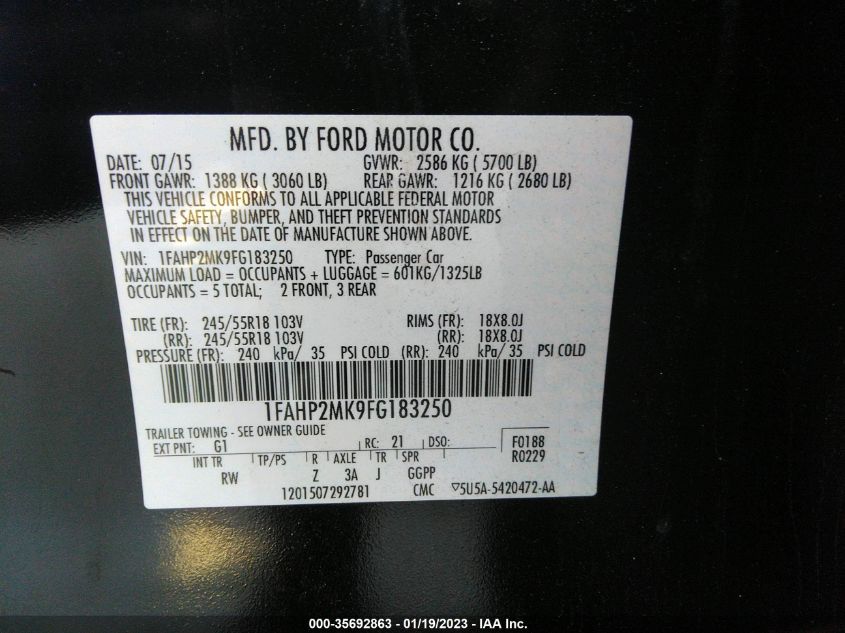 MFD. BY FORD MOTOR CO.
DATE: 07/15 GVWR: 2586 KG ( 5700 LB)
FRONT GAWR: 1388 KG ( 3060 LB) REAR GAWR: 1216 KG ( 2680 LB)
THIS VEHICLE CONFORMS TO ALL APPLICABLE FEDERAL MOTOR
VEHICLE SAFETY, BUMPER, AND THEFT PREVENTION STANDARDS
IN EFFECT ON THE DATE OF MANUFACTURE SHOWN ABOVE.
VIN: 1FAHP2MK9FG183250 TYPE: Passenger Car
MAXIMUM LOAD = OCCUPANTS + LUGGAGE = 601KG/1325LB
OCCUPANTS = 5 TOTAL; 2 FRONT, 3 REAR
TIRE (FR): 245/55R18 103V RIMS (FR): 18X8.0J
(RR): 245/55R18 103V (RR): 18X8.0J
PRESSURE (FR): 240 kPa/ 35 PSI COLD (RR): 240 kPa/ 35 PSI COLD
1FAHP2MK9FG183250
TRAILER TOWING - SEE OWNER GUIDE
EXT PNT: G1 RC: 21 DSO: F0188
R0229
INT TR TP/PS R AXLE TR SPR
RW Z 3A J GGPP
1201507292781 CMC ▽5U5A-5420472-AA
000-35692863 - 01/19/2023 - IAA Inc.